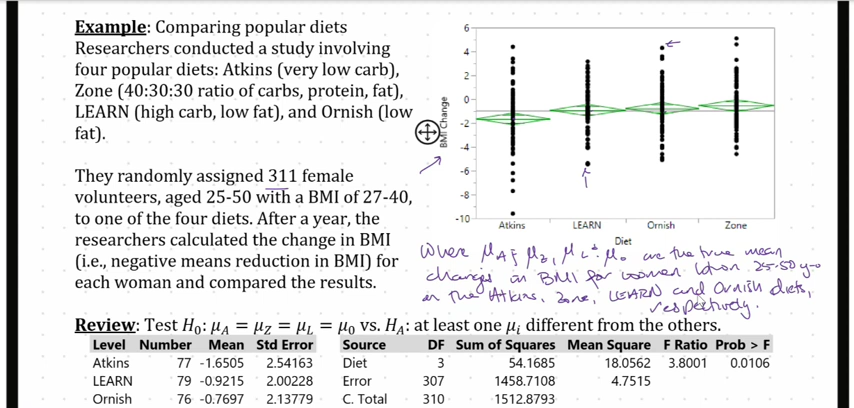 Example: Comparing popular diets
Researchers conducted a study involving
four popular diets: Atkins (very low carb),
Zone (40:30:30 ratio of carbs, protein, fat),
LEARN (high carb, low fat), and Ornish (low
fat).
They randomly assigned 311 female
volunteers, aged 25-50 with a BMI of 27-40,
to one of the four diets. After a year, the
researchers calculated the change in BMI
(i.e., negative means reduction in BMI) for
each woman and compared the results.
BMI Change
6
4
2
0
-2
-4
-6
-8
-10
Atkins LEARN Ornish Zone
Diet
Where μA, μZ, μL & μO are the true mean
changes in BMI for women 25-50 y-o
on the Atkins, Zone, LEARN and Ornish diets,
respectively.
Review: Test H₀: μA = μZ = μL = μO vs. HA: at least one μi different from the others.
Level Number Mean Std Error Source DF Sum of Squares Mean Square F Ratio Prob > F
Atkins 77 -1.6505 2.54163 Diet 3 54.1685 18.0562 3.8001 0.0106
LEARN 79 -0.9215 2.00228 Error 307 1458.7108 4.7515
Ornish 76 -0.7697 2.13779 C. Total 310 1512.8793